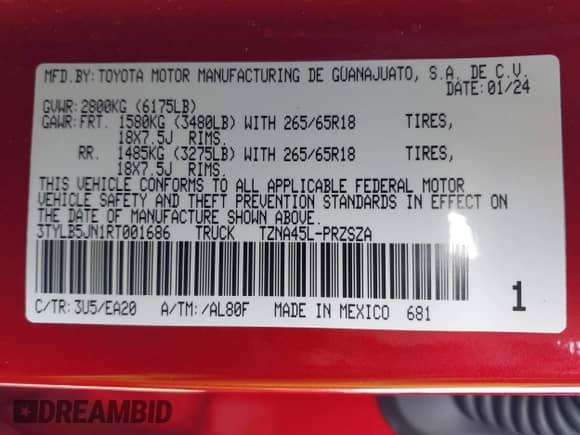 MFD.BY:TOYOTA MOTOR MANUFACTURING DE GUANAJUATO, S.A. DE C.V.
DATE:01/24
GVWR:2800KG (6175LB)
GAWR:FRT. 1580KG (3480LB) WITH 265/65R18 TIRES,
18X7.5J RIMS.
RR. 1485KG (3275LB) WITH 265/65R18 TIRES,
18X7.5J RIMS.
THIS VEHICLE CONFORMS TO ALL APPLICABLE FEDERAL MOTOR
VEHICLE SAFETY AND THEFT PREVENTION STANDARDS IN EFFECT ON
THE DATE OF MANUFACTURE SHOWN ABOVE.
3TYLB5JN1RT001686 TRUCK TZNA45L-PRZSZA
C/TR:3U5/EA20 A/TM:/AL80F MADE IN MEXICO 681
1
DREAMBID